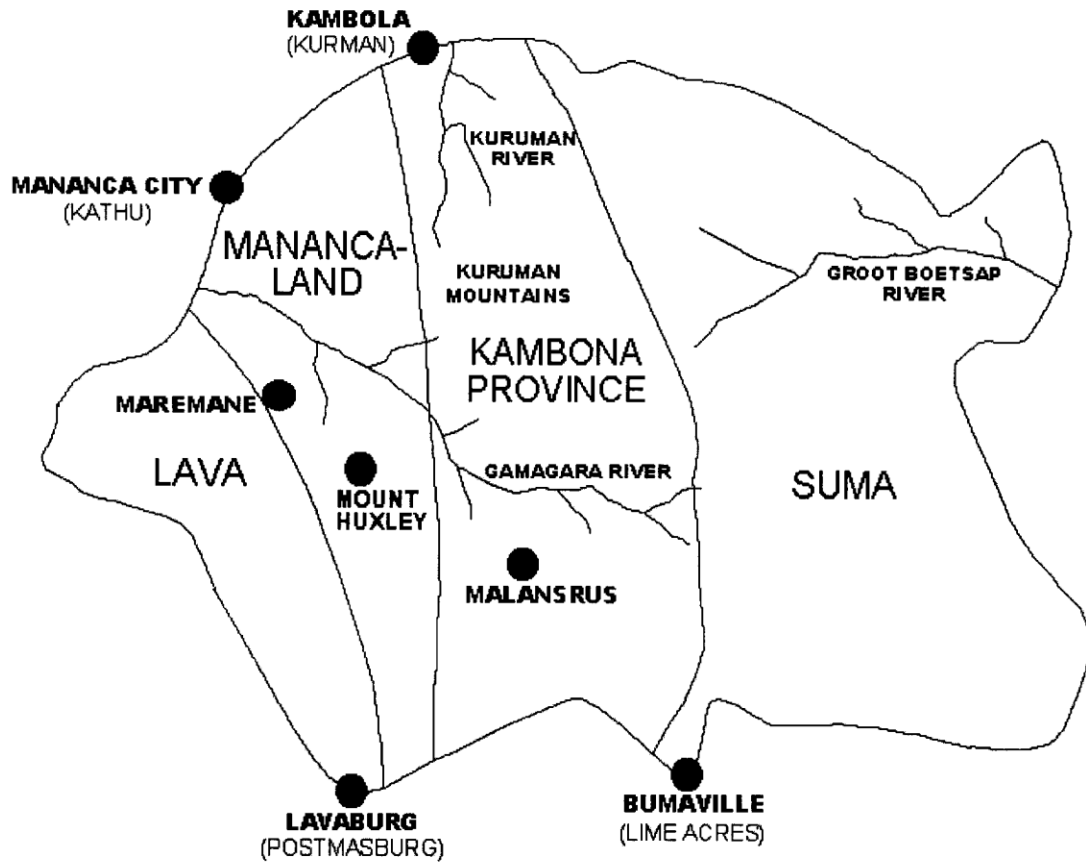 KAMBOLA
(KURMAN)
KURUMAN
RIVER
MANANCA CITY
(KATHU)
MANANCA-
LAND
KURUMAN
MOUNTAINS
GROOT BOETSAP
RIVER
KAMBONA
PROVINCE
MAREMANE
LAVA
GAMAGARA RIVER
SUMA
MOUNT
HUXLEY
MALANSRUS
BUMAVILLE
(LIME ACRES)
LAVABURG
(POSTMASBURG)